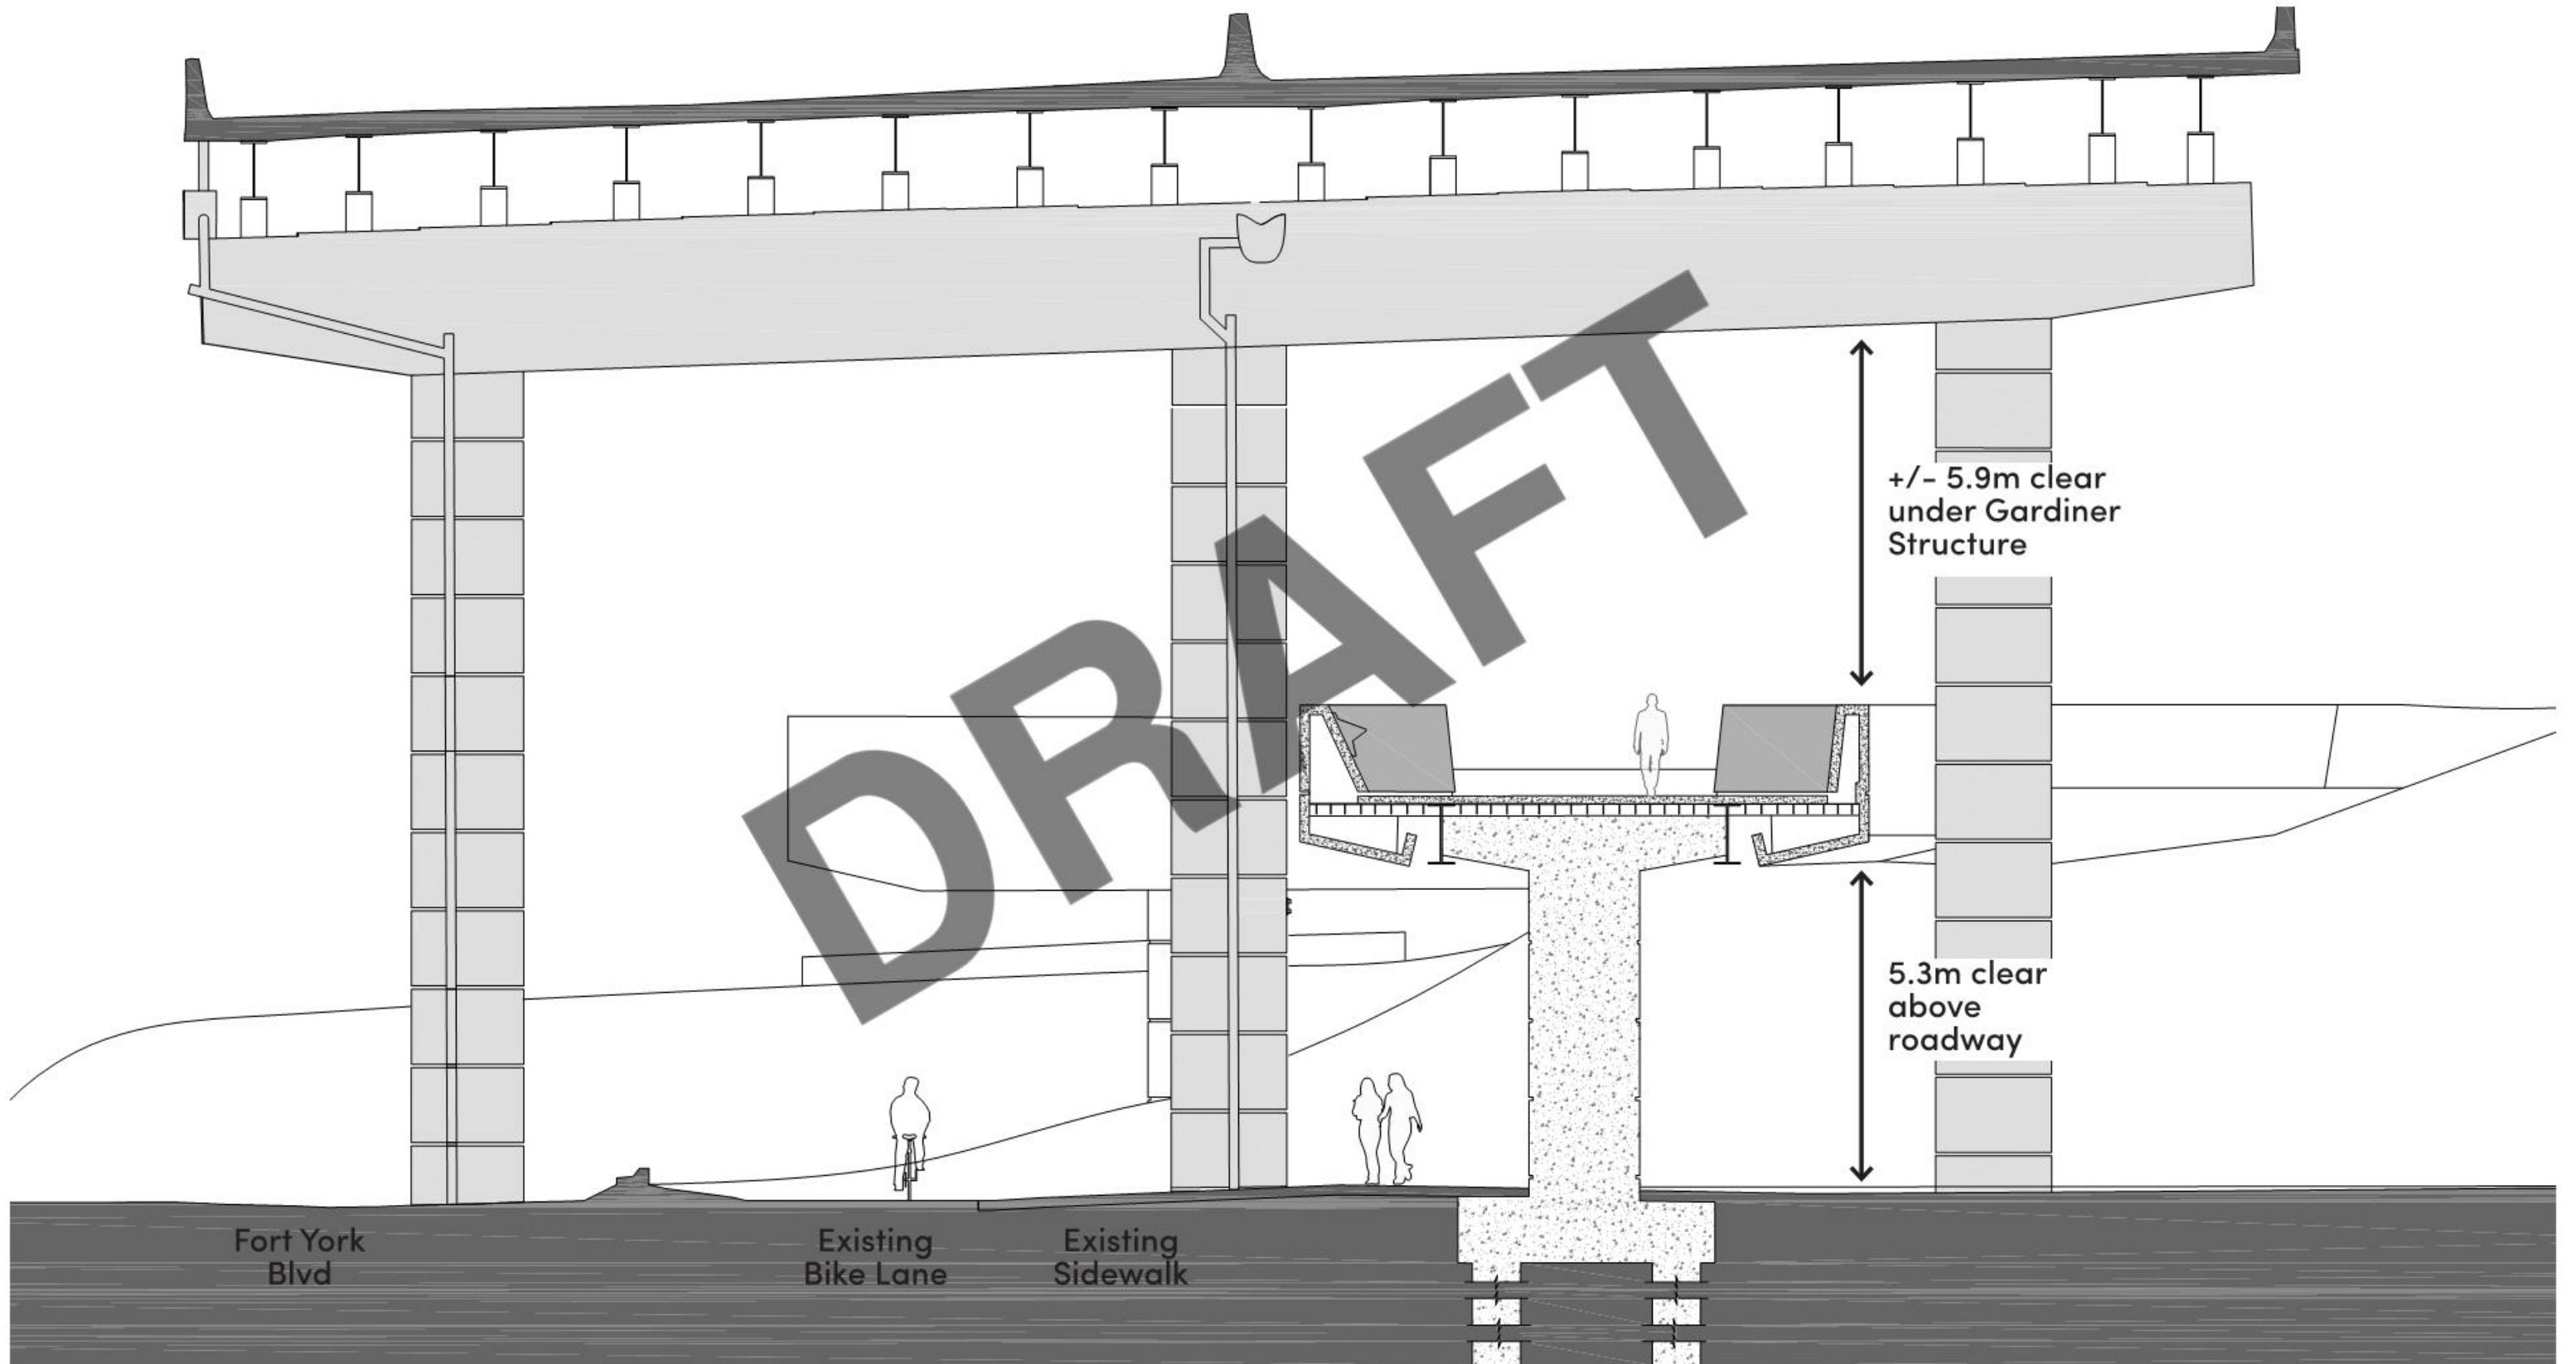 DRAFT
+/- 5.9m clear
under Gardiner
Structure
5.3m clear
above
roadway
Fort York
Blvd
Existing
Bike Lane
Existing
Sidewalk